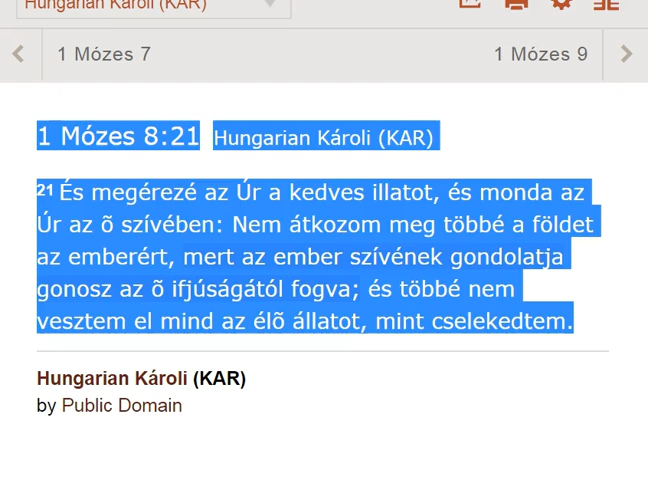 Hungarian Károli (KAR)
1 Mózes 7
1 Mózes 9
1 Mózes 8:21 Hungarian Károli (KAR)
21 És megérezé az Úr a kedves illatot, és monda az
Úr az õ szívében: Nem átkozom meg többé a földet
az emberért, mert az ember szívének gondolatja
gonosz az õ ifjúságától fogva; és többé nem
vesztem el mind az élõ állatot, mint cselekedtem.
Hungarian Károli (KAR)
by Public Domain